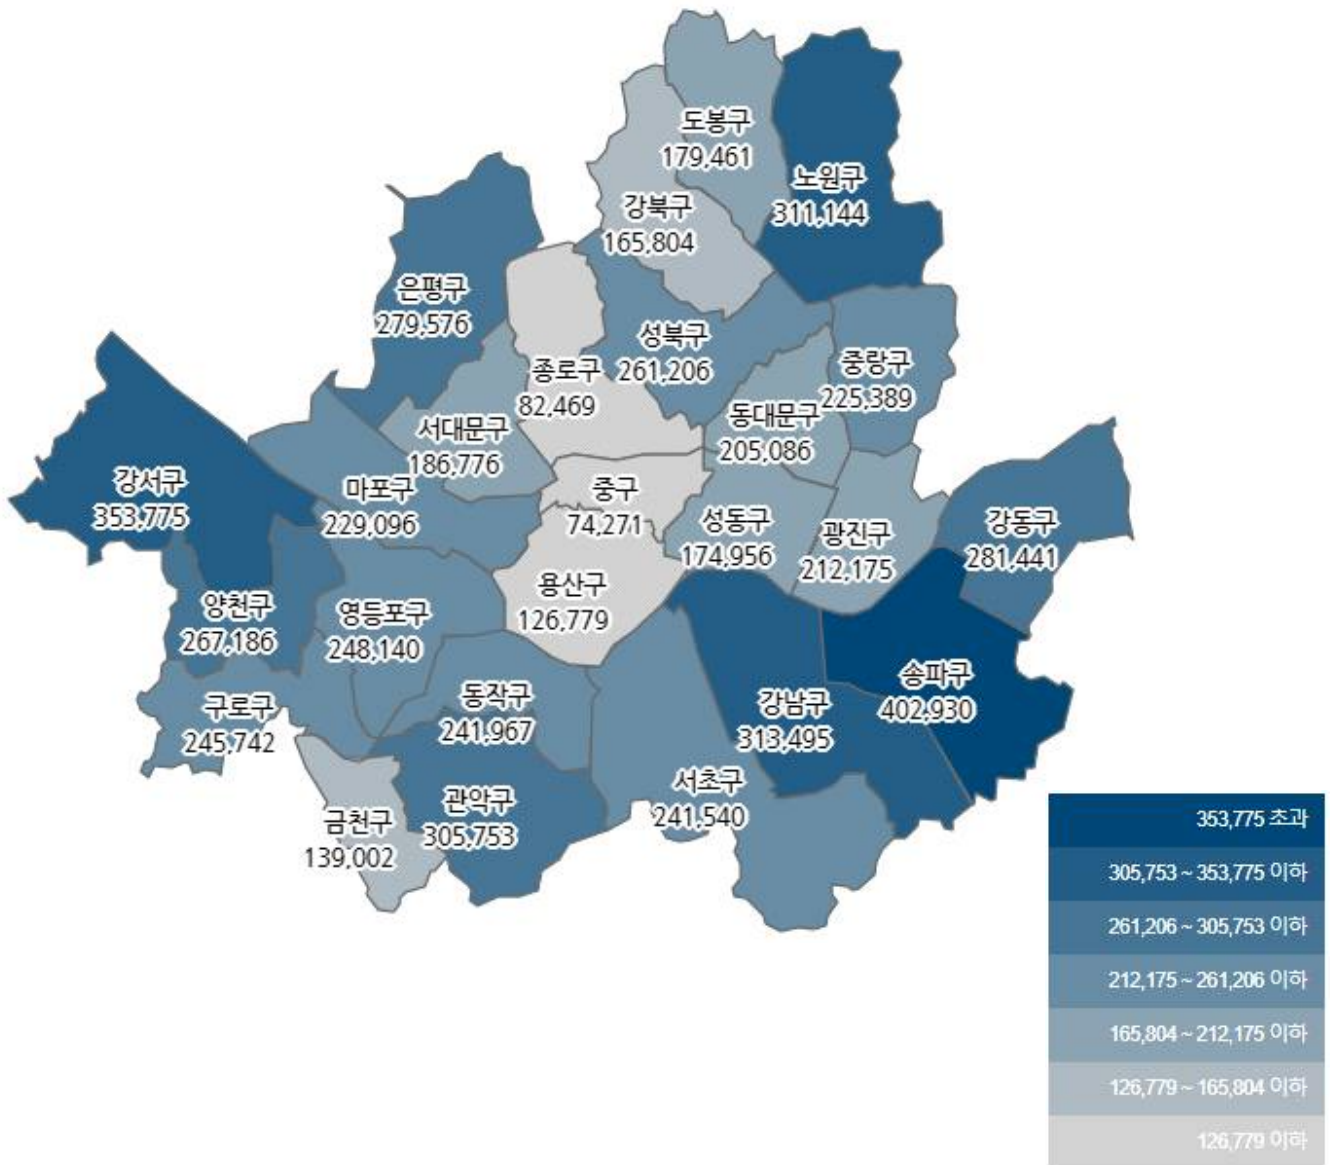 도봉구
179,461
노원구
311,144
강북구
165,804
은평구
279,576
성북구
261,206
종로구
82,469
중랑구
225,389
동대문구
205,086
서대문구
186,776
강서구
353,775
마포구
229,096
중구
74,271
성동구
174,956
광진구
212,175
강동구
281,441
양천구
267,186
영등포구
248,140
용산구
126,779
구로구
245,742
동작구
241,967
강남구
313,495
송파구
402,930
서초구
241,540
관악구
305,753
금천구
139,002
353,775 초과
305,753 ~ 353,775 이하
261,206 ~ 305,753 이하
212,175 ~ 261,206 이하
165,804 ~ 212,175 이하
126,779 ~ 165,804 이하
126,779 이하